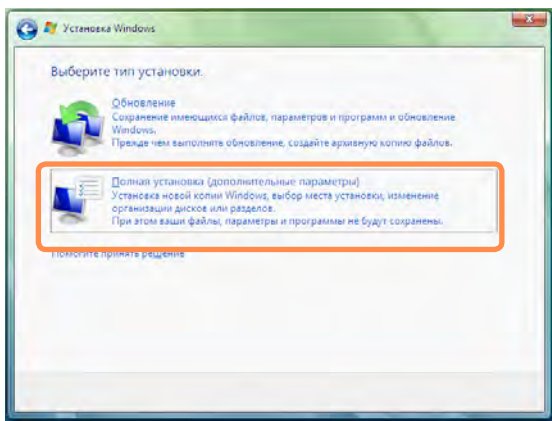 Установка Windows
Выберите тип установки.
Обновление
Сохранение имеющихся файлов, параметров и программ и обновление
Windows.
Прежде чем выполнять обновление, создайте архивную копию файлов.
Полная установка (дополнительные параметры)
Установка новой копии Windows, выбор места установки, изменение
организации дисков или разделов.
При этом ваши файлы, параметры и программы не будут сохранены.
Помогите принять решение